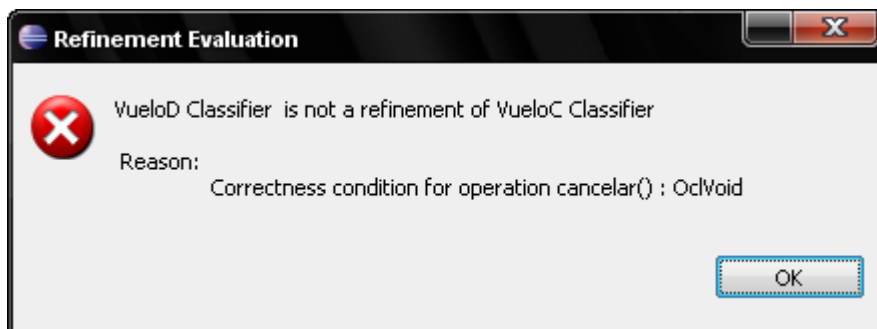 Refinement Evaluation
VueloD Classifier is not a refinement of VueloC Classifier
Reason:
Correctness condition for operation cancelar() : OclVoid
OK